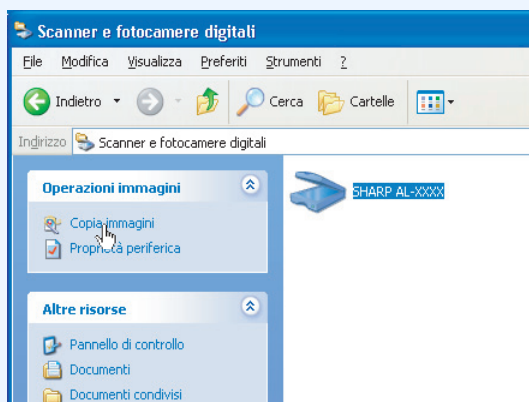 Scanner e fotocamere digitali
File Modifica Visualizza Preferiti Strumenti ?
Indietro Cerca Cartelle
Indirizzo Scanner e fotocamere digitali
Operazioni immagini
SHARP AL-XXXX
Copia immagini
Proprietà periferica
Altre risorse
Pannello di controllo
Documenti
Documenti condivisi